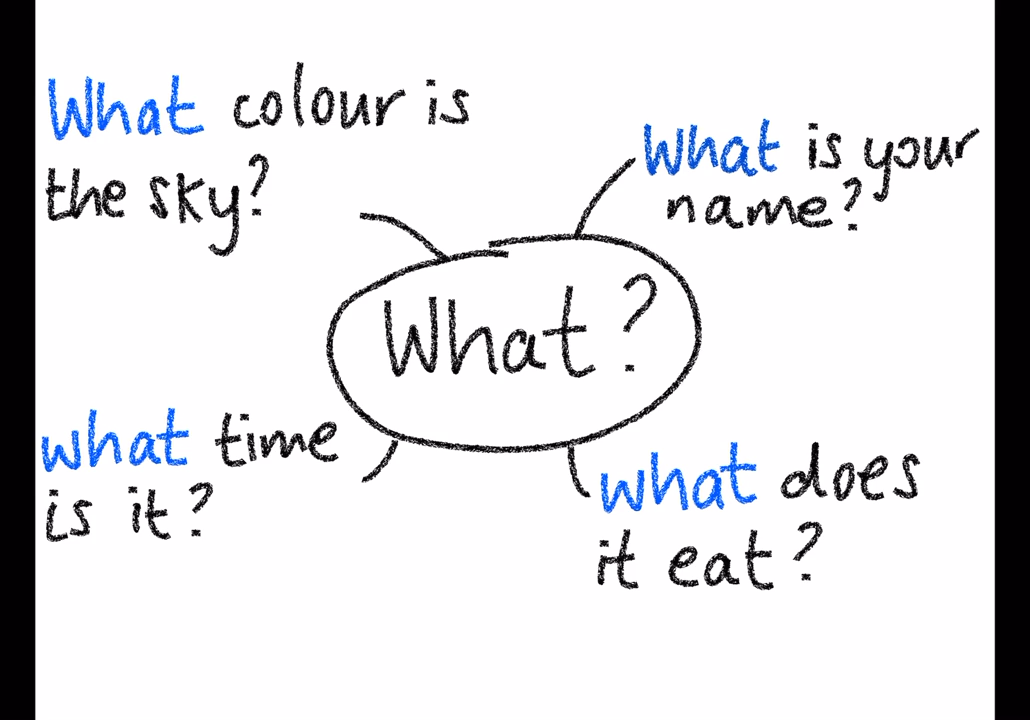 What colour is
the sky?
What is your
name?
What?
what time
is it?
what does
it eat?